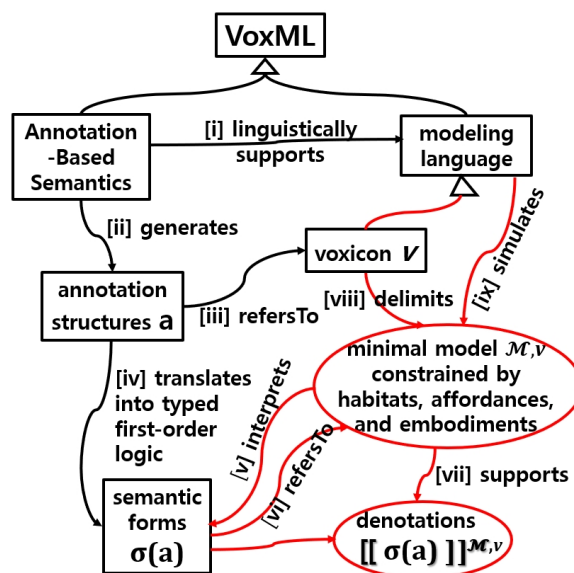 VoxML
Annotation
-Based
Semantics
[i] linguistically
supports
modeling
language
[ii] generates
voxicon 𝑉
[ix] simulates
annotation
structures a
[iii] refersTo
[viii] delimits
minimal model ℳ,𝑉
constrained by
habitats, affordances,
and embodiments
[iv] translates
into typed
first-order
logic
[v] interprets
[vi] refersTo
[vii] supports
semantic
forms
σ(a)
denotations
[[ σ(a) ]]ℳ,𝑉